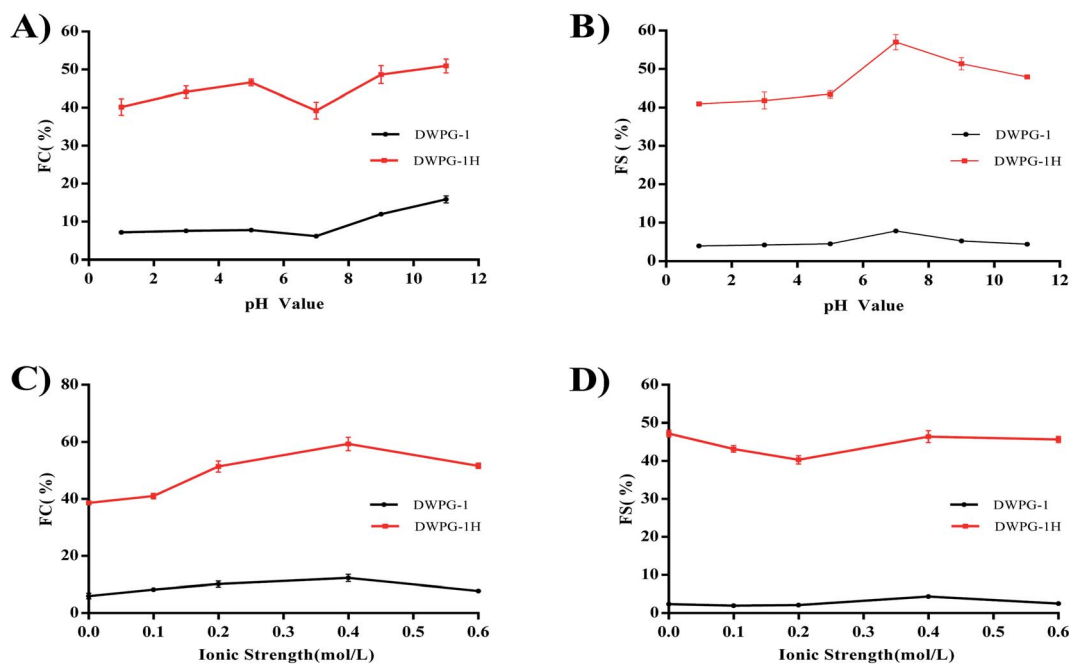 A)
60
50
40
30
20
10
0
FC( %)
DWPG-1
DWPG-1H
0 2 4 6 8 10 12
pH Value
B)
60
50
40
30
20
10
0
FS ( %)
DWPG-1
DWPG-1H
0 2 4 6 8 10 12
pH Value
C)
80
60
40
20
0
FC( %)
DWPG-1
DWPG-1H
0.0 0.1 0.2 0.3 0.4 0.5 0.6
Ionic Strength(mol/L)
D)
60
50
40
30
20
10
0
FS( %)
DWPG-1
DWPG-1H
0.0 0.1 0.2 0.3 0.4 0.5 0.6
Ionic Strength(mol/L)